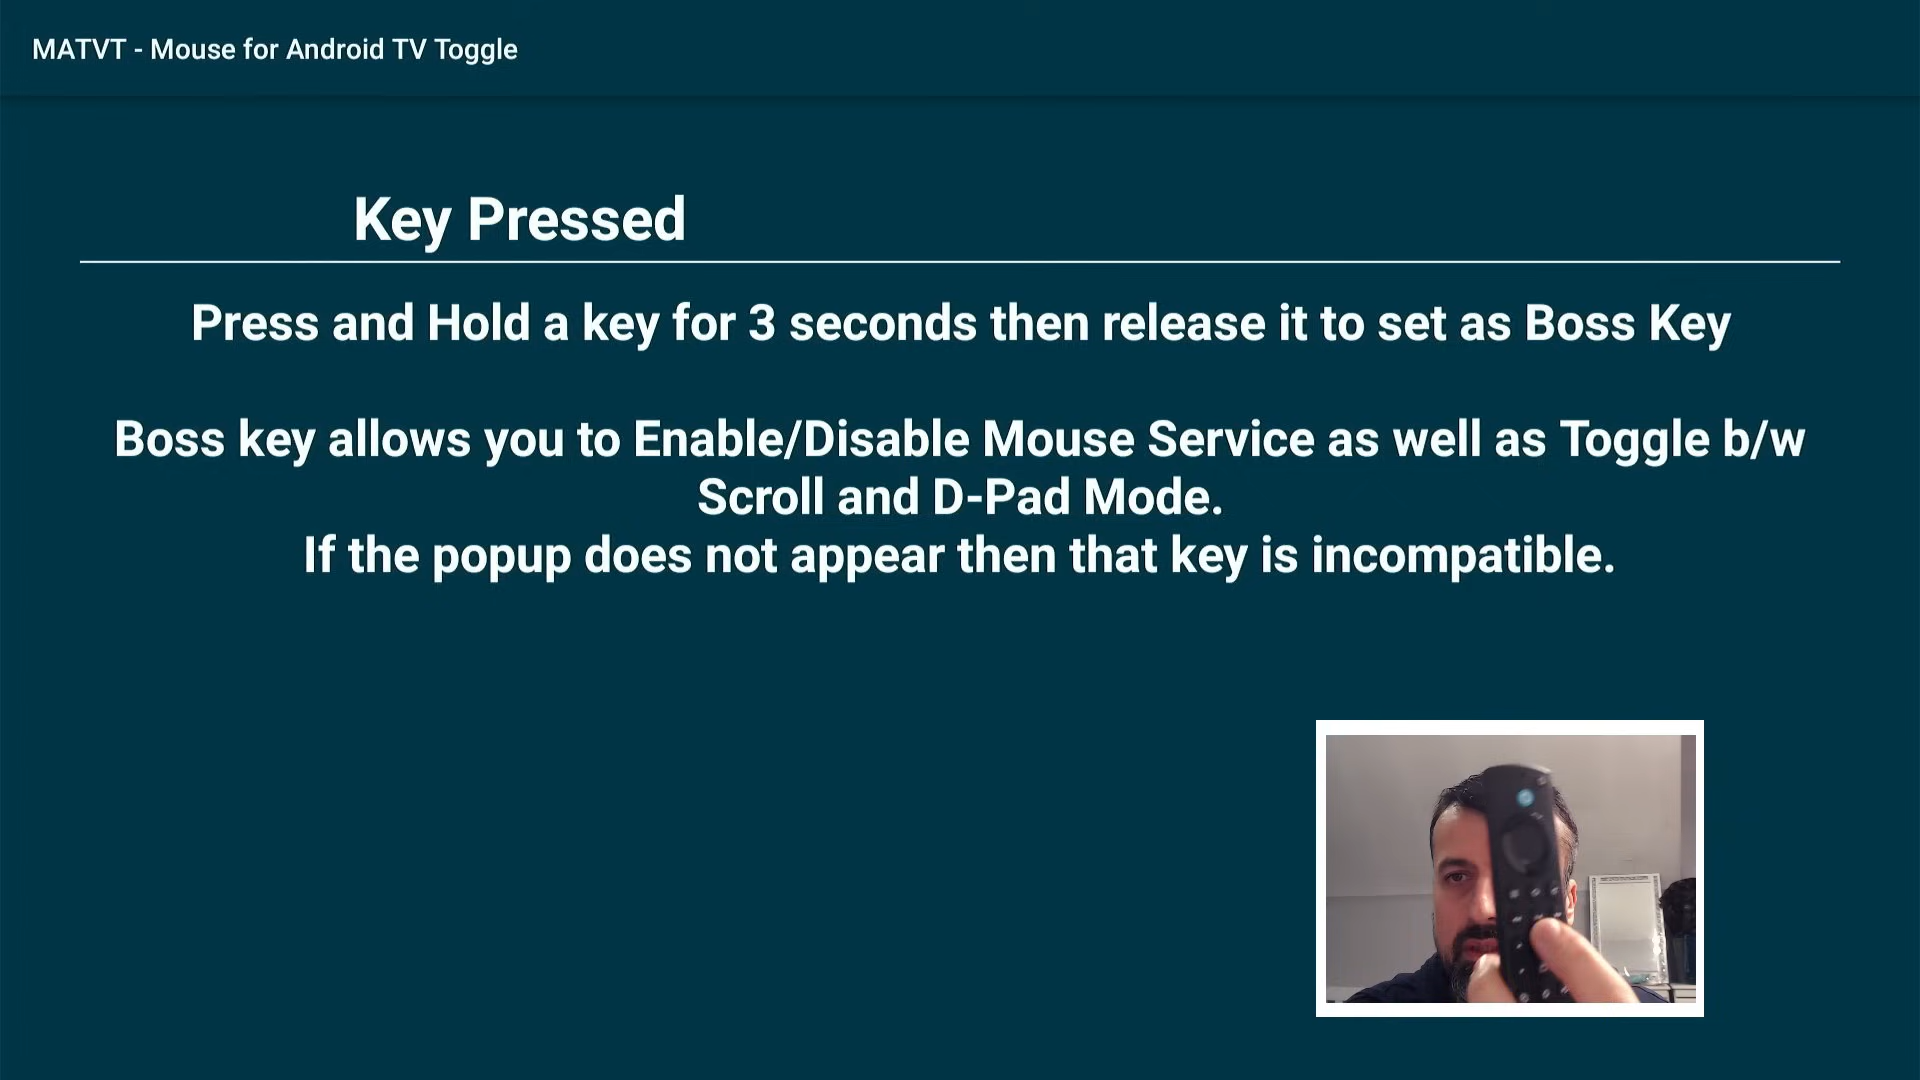 MATVT - Mouse for Android TV Toggle
Key Pressed
Press and Hold a key for 3 seconds then release it to set as Boss Key
Boss key allows you to Enable/Disable Mouse Service as well as Toggle b/w
Scroll and D-Pad Mode.
If the popup does not appear then that key is incompatible.